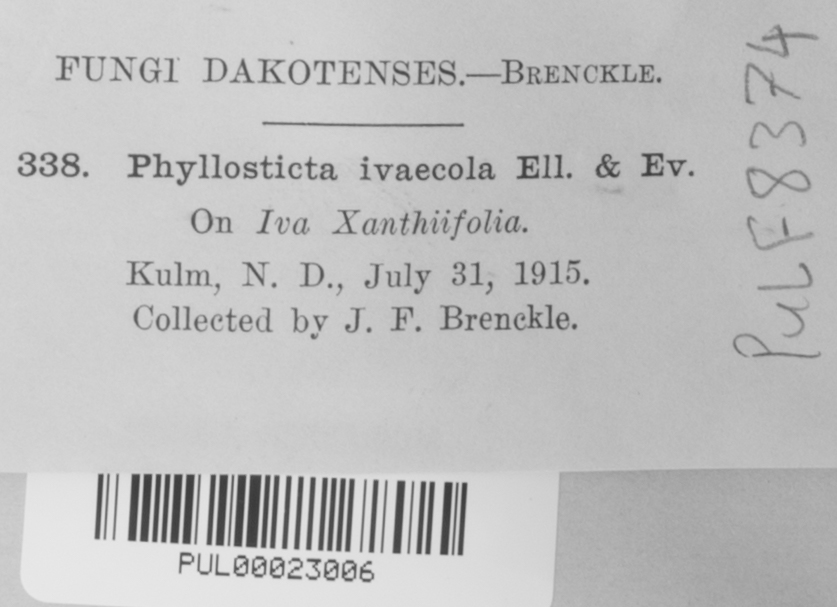 FUNGI DAKOTENSES.—BRENCKLE.
338. Phyllosticta ivaecola Ell. & Ev.
On Iva Xanthiifolia.
Kulm, N. D., July 31, 1915.
Collected by J. F. Brenckle.
PUL F8374
PUL00023006